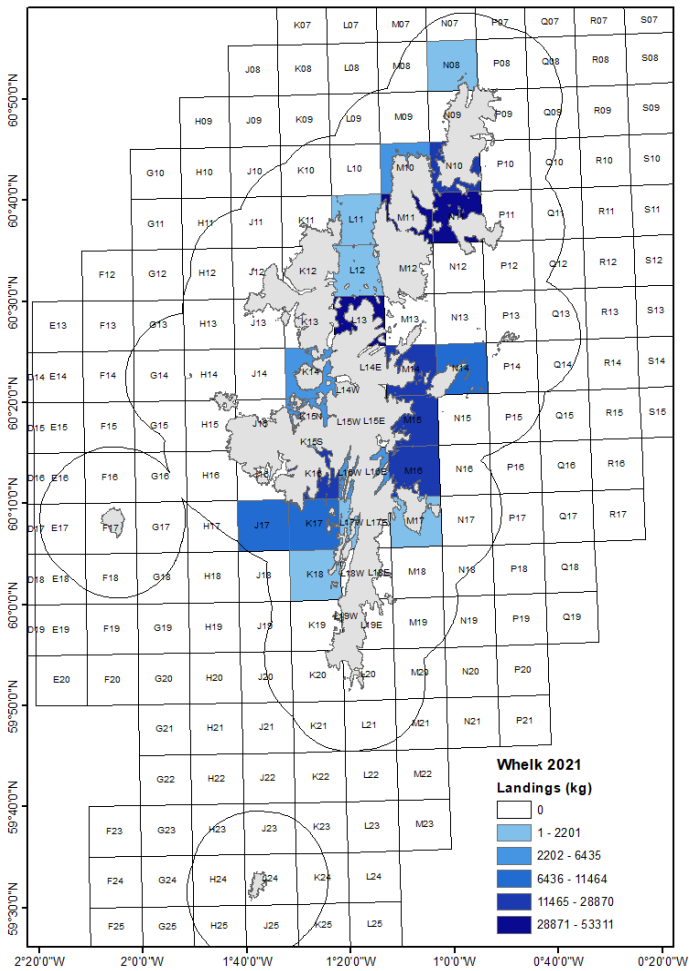 K07 L07 M07 N07 P07 Q07 R07 S07
J08 K08 L08 M08 N08 P08 Q08 R08 S08
60°50'0"N
H09 J09 K09 L09 M09 N09 P09 Q09 R09 S09
G10 H10 J10 K10 L10 M10 N10 P10 Q10 R10 S10
60°40'0"N
G11 H11 J11 K11 L11 M11 P11 Q11 R11 S11
F12 G12 H12 J12 K12 L12 M12 N12 P12 Q12 R12 S12
60°30'0"N
E13 F13 G13 H13 J13 K13 L13 M13 N13 P13 Q13 R13 S13
D14 E14 F14 G14 H14 J14 K14 L14E M14 N14 P14 Q14 R14 S14
L14W
60°20'0"N
D15 E15 F15 G15 H15 J15 K15N L15W L15E M15 N15 P15 Q15 R15 S15
K15S
D16 E16 F16 G16 H16 J16 K16 L16W L16E M16 N16 P16 Q16 R16
60°10'0"N
D17 E17 F17 G17 H17 J17 K17 L17W L17E M17 N17 P17 Q17 R17
D18 E18 F18 G18 H18 J18 K18 L18W L18E M18 N18 P18 Q18
60°0'0"N
L19W
D19 E19 F19 G19 H19 J19 K19 L19E M19 N19 P19 Q19
E20 F20 G20 H20 J20 K20 L20 M20 N20 P20
59°50'0"N
G21 H21 J21 K21 L21 M21 N21 P21
G22 H22 J22 K22 L22 M22
59°40'0"N
F23 G23 H23 J23 K23 L23 M23
F24 G24 H24 J24 K24 L24
59°30'0"N
F25 G25 H25 J25 K25 L25
Whelk 2021
Landings (kg)
0
1 - 2201
2202 - 6435
6436 - 11464
11465 - 28870
28871 - 53311
2°20'0"W 2°0'0"W 1°40'0"W 1°20'0"W 1°0'0"W 0°40'0"W 0°20'0"W